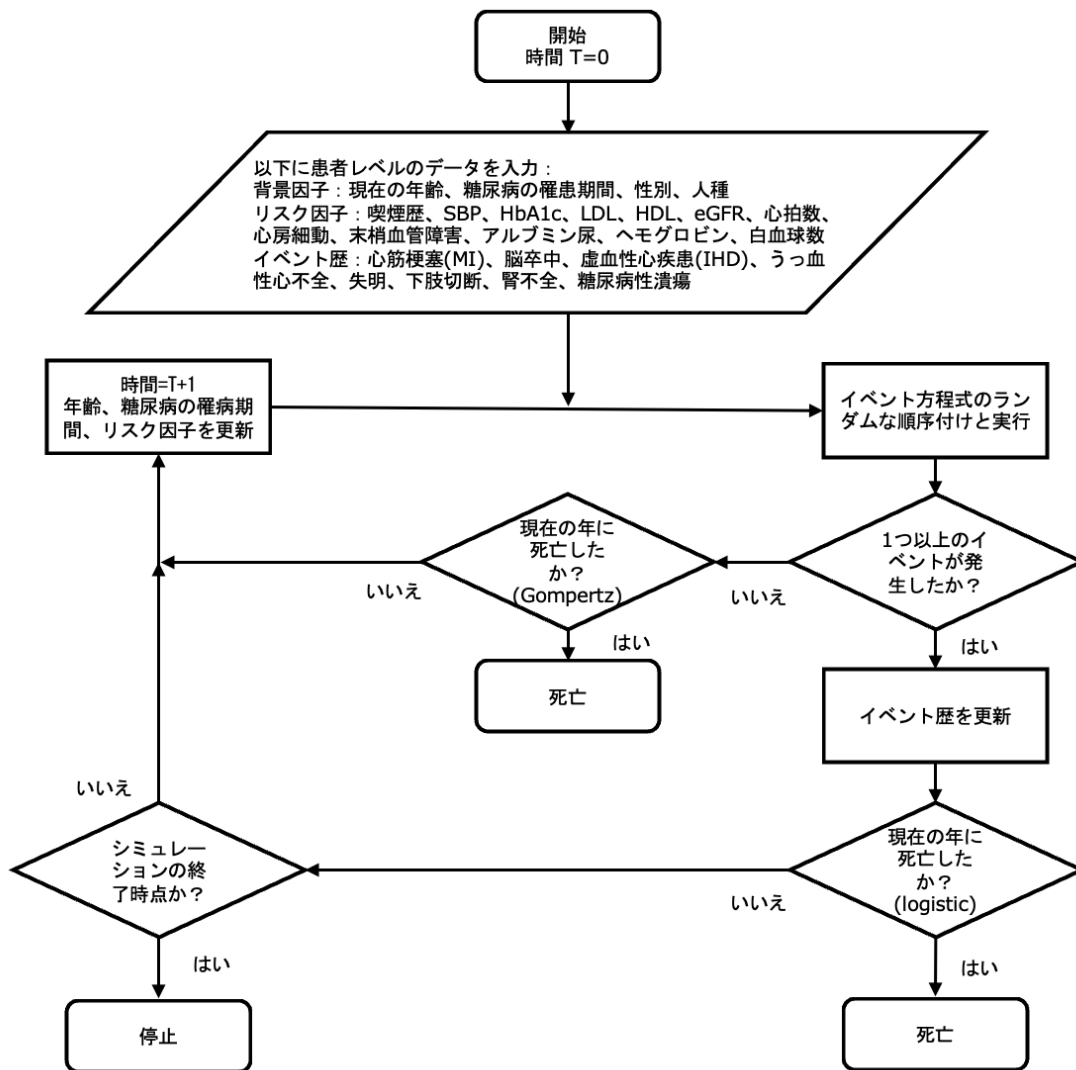 開始
時間 T=0
以下に患者レベルのデータを入力：
背景因子：現在の年齢、糖尿病の罹患期間、性別、人種
リスク因子：喫煙歴、SBP、HbA1c、LDL、HDL、eGFR、心拍数、
心房細動、末梢血管障害、アルブミン尿、ヘモグロビン、白血球数
イベント歴：心筋梗塞(MI)、脳卒中、虚血性心疾患(IHD)、うっ血
性心不全、失明、下肢切断、腎不全、糖尿病性潰瘍
時間=T+1
年齢、糖尿病の罹病期
間、リスク因子を更新
イベント方程式のラン
ダムな順序付けと実行
現在の年に
死亡した
か？
(Gompertz)
1つ以上のイ
ベントが発
生したか？
いいえ
いいえ
はい
はい
死亡
イベント歴を更新
いいえ
シミュレー
ションの終
了時点か？
現在の年に
死亡した
か？
(logistic)
いいえ
はい
はい
停止
死亡